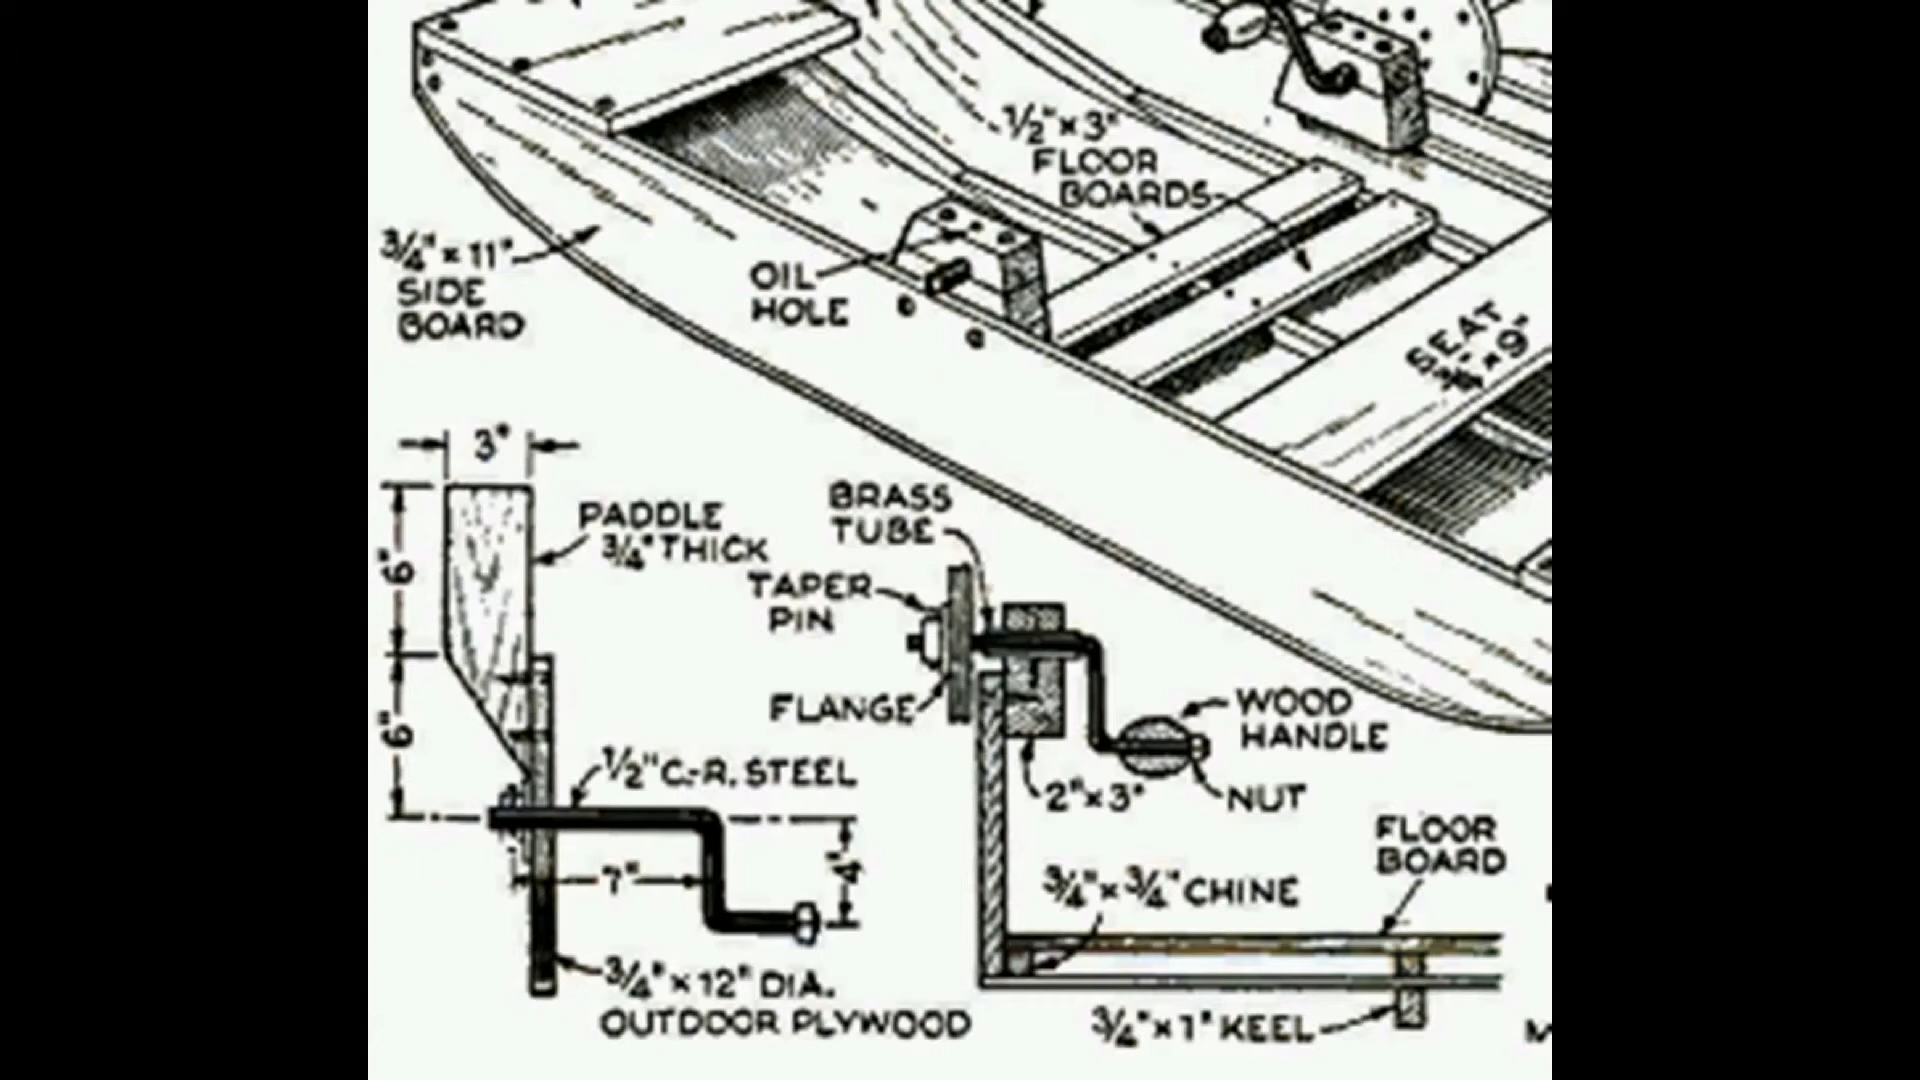 1/2" x 3"
FLOOR
BOARDS
3/4" x 11"
SIDE
BOARD
OIL
HOLE
SEAT
x 9"
3"
6"
6"
PADDLE
3/4" THICK
BRASS
TUBE
TAPER
PIN
FLANGE
WOOD
HANDLE
2" x 3"
NUT
1/2" C.-R. STEEL
7"
4"
FLOOR
BOARD
3/4" x 3/4" CHINE
3/4" x 12" DIA.
OUTDOOR PLYWOOD
3/4" x 1" KEEL